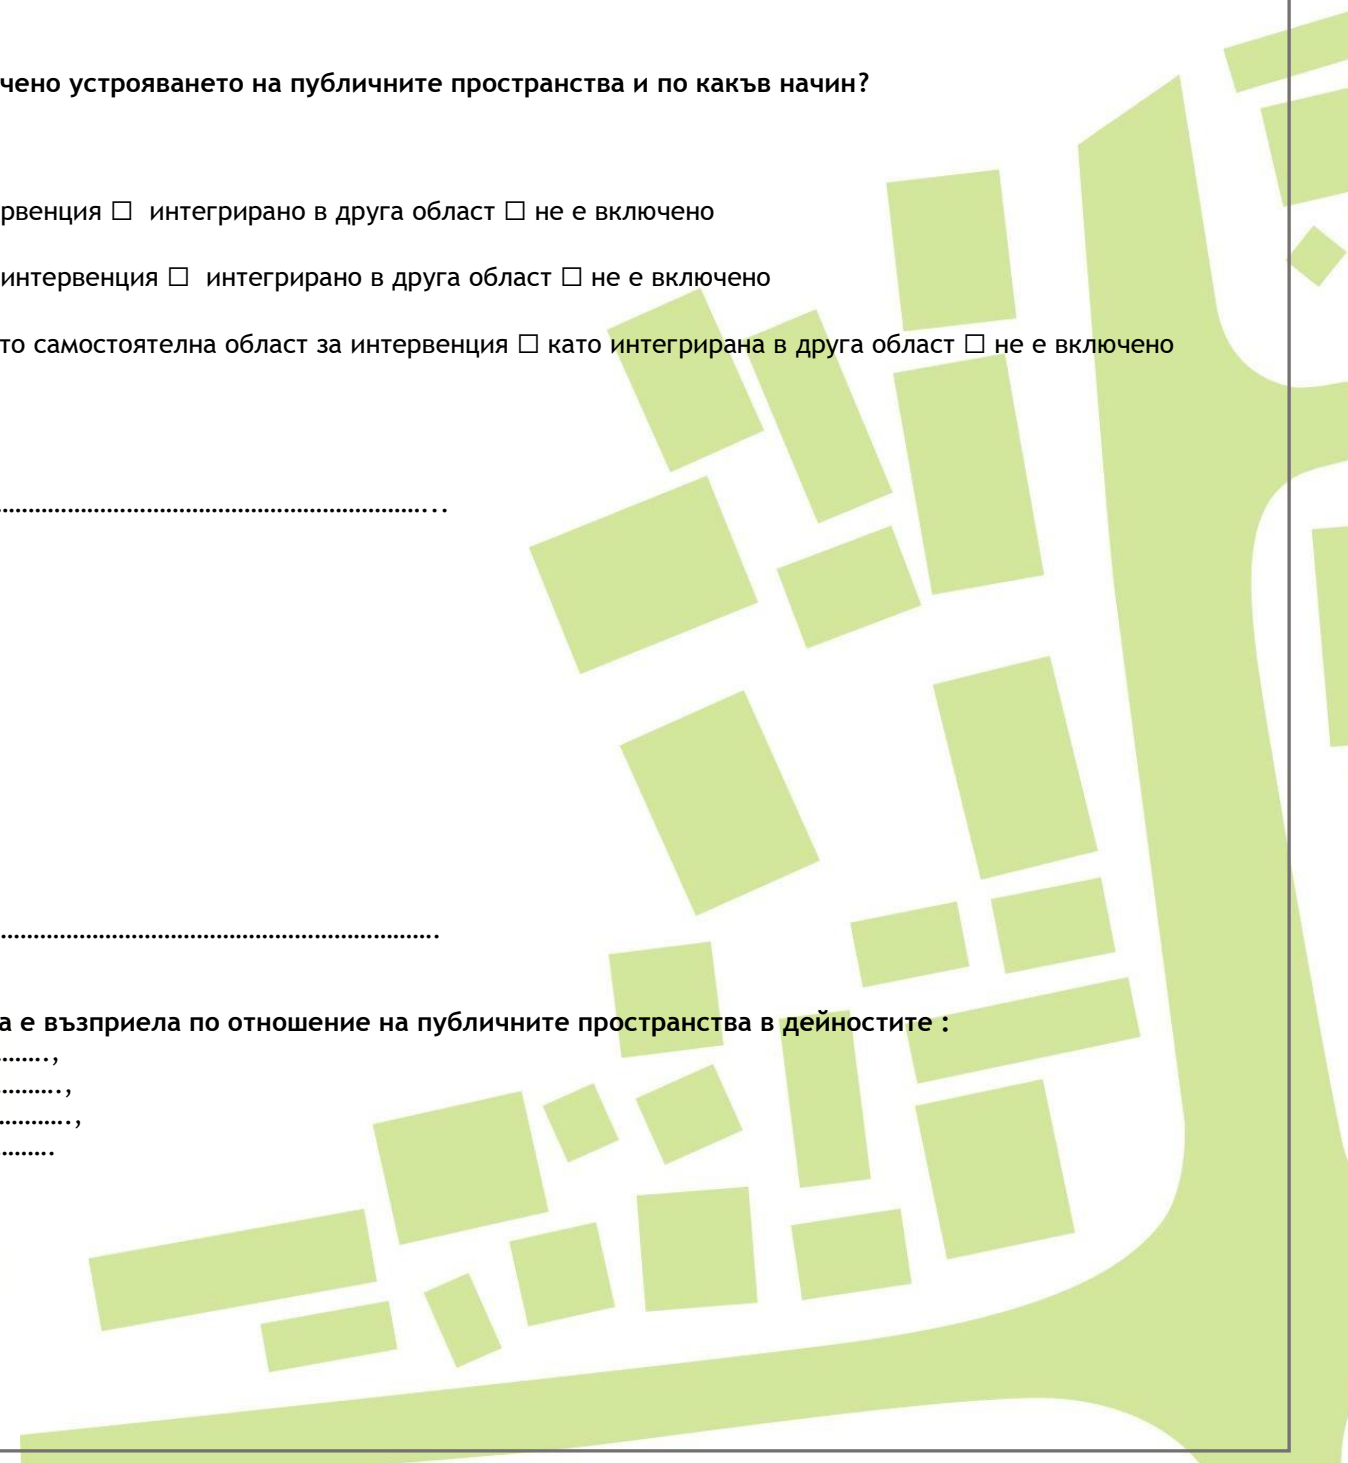 чено устрояването на публичните пространства и по какъв начин?
рвенция ☐ интегрирано в друга област ☐ не е включено
интервенция ☐ интегрирано в друга област ☐ не е включено
то самостоятелна област за интервенция ☐ като интегрирана в друга област ☐ не е включено
………………………………………………………………...
………………………………………………………………….
а е възприела по отношение на публичните пространства в дейностите :
……….,
………….,
…………..,
……….